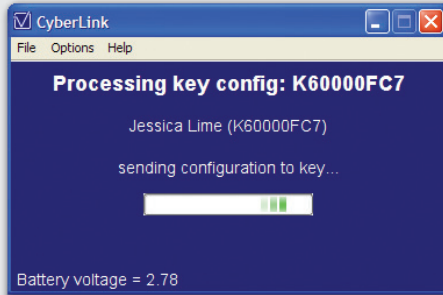 CyberLink
File Options Help
Processing key config: K60000FC7
Jessica Lime (K60000FC7)
sending configuration to key...
Battery voltage = 2.78